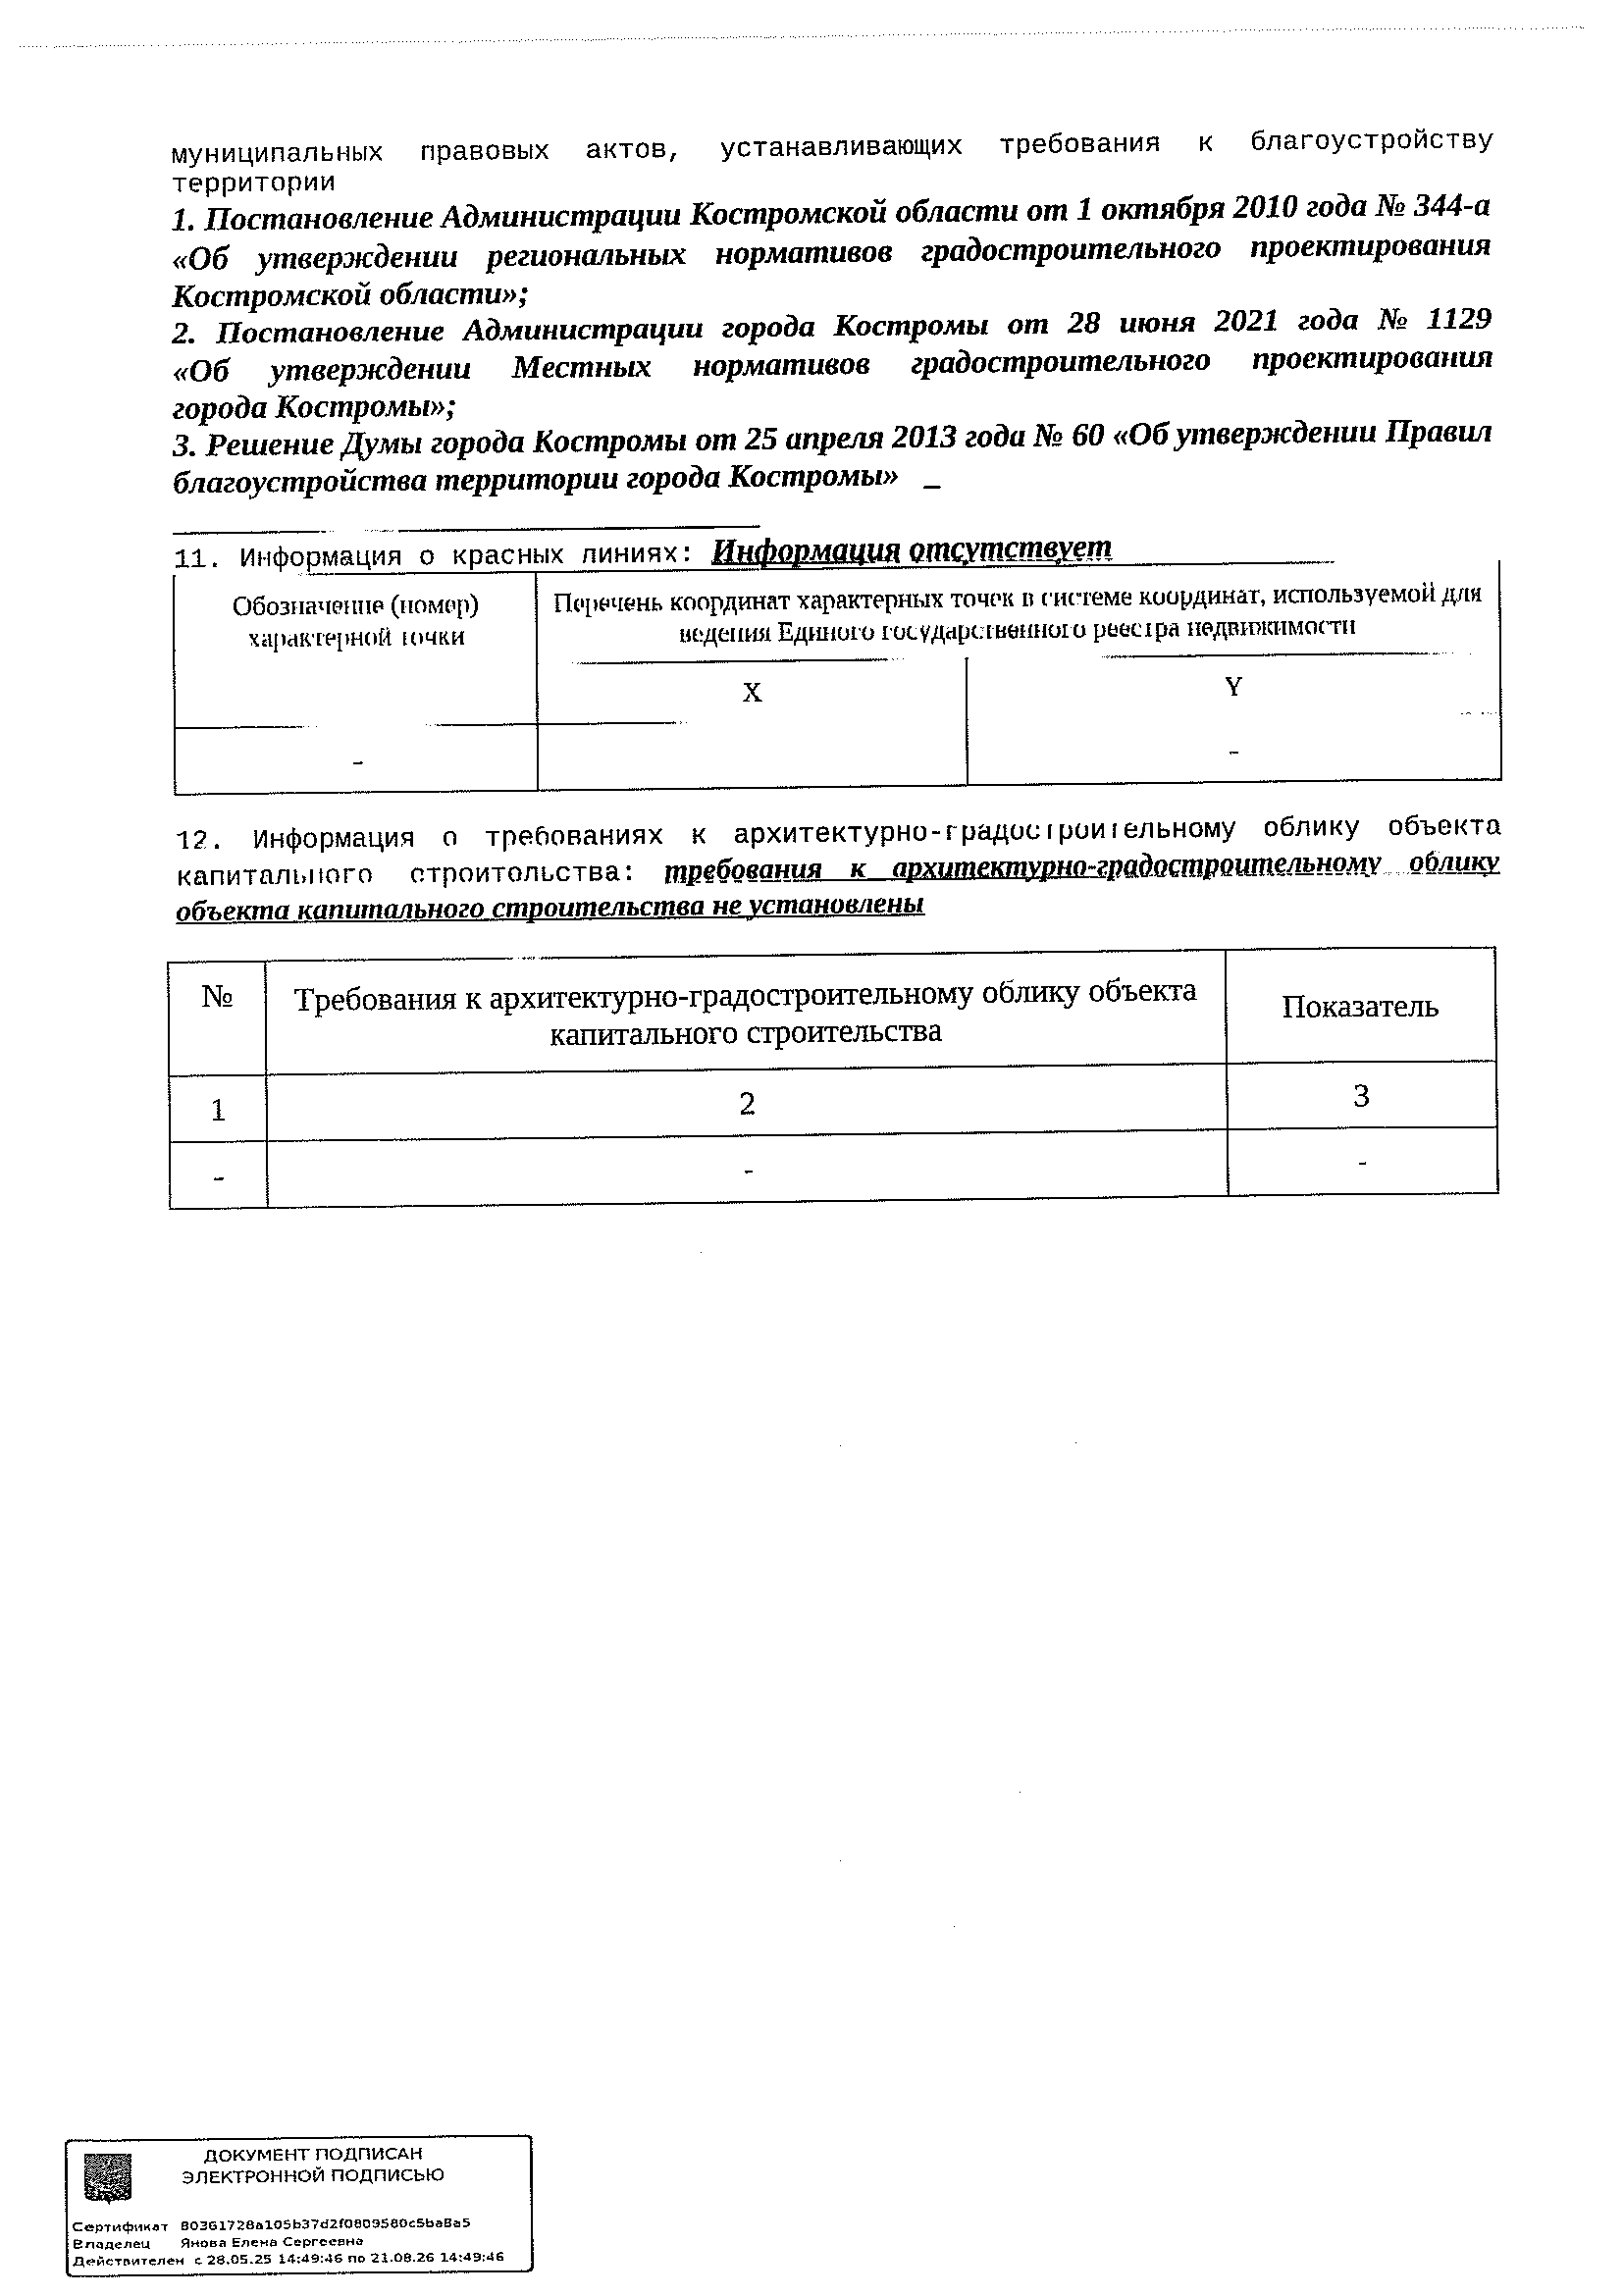 муниципальных правовых актов, устанавливающих требования к благоустройству
территории
1. Постановление Администрации Костромской области от 1 октября 2010 года № 344-а
«Об утверждении региональных нормативов градостроительного проектирования
Костромской области»;
2. Постановление Администрации города Костромы от 28 июня 2021 года № 1129
«Об утверждении Местных нормативов градостроительного проектирования
города Костромы»;
3. Решение Думы города Костромы от 25 апреля 2013 года № 60 «Об утверждении Правил
благоустройства территории города Костромы» _
11. Информация о красных линиях: Информация отсутствует
Обозначение (номер)
характерной точки
Перечень координат характерных точек в системе координат, используемой для
ведения Единого государственного реестра недвижимости
X
Y
-
-
12. Информация о требованиях к архитектурно-градостроительному облику объекта
капитального строительства: требования к архитектурно-градостроительному облику
объекта капитального строительства не установлены
№
Требования к архитектурно-градостроительному облику объекта
капитального строительства
Показатель
1
2
3
-
-
-
ДОКУМЕНТ ПОДПИСАН
ЭЛЕКТРОННОЙ ПОДПИСЬЮ
Сертификат 80361728a105b37d2f0809580c5ba8a5
Владелец Янова Елена Сергеевна
Действителен с 28.05.25 14:49:46 по 21.08.26 14:49:46